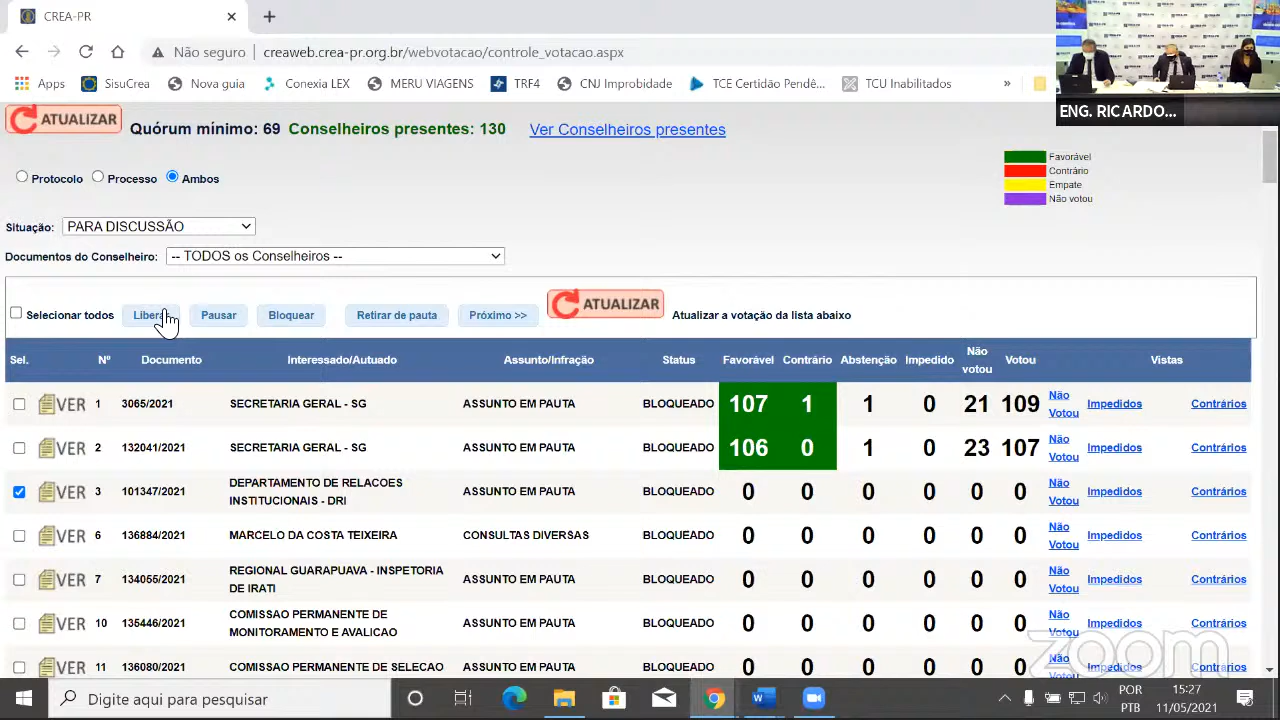 CREA-PR
Não seguro
creaweb.crea-p
o.asp
Apps
SisuCrea
Nova guia
Conexia LEX
CNJ Improbidade
TCE Certidão Pardac...
TCU Inabilitados
»
ENG. RICARDO...
ATUALIZAR
Quórum mínimo: 69 Conselheiros presentes: 130 Ver Conselheiros presentes
Favorável
Contrário
Empate
Não votou
Protocolo Processo Ambos
Situação: PARA DISCUSSÃO
Documentos do Conselheiro: -- TODOS os Conselheiros --
Selecionar todos Pausar Bloquear Retirar de pauta Próximo >> ATUALIZAR Atualizar a votação da lista abaixo
Sel. Nº Documento Interessado/Autuado Assunto/Infração Status Favorável Contrário Abstenção Impedido Não votou Votou Vistas
VER 1 3065/2021 SECRETARIA GERAL - SG ASSUNTO EM PAUTA BLOQUEADO 107 1 1 0 21 109 Não Votou Impedidos Contrários
VER 2 132041/2021 SECRETARIA GERAL - SG ASSUNTO EM PAUTA BLOQUEADO 106 0 1 0 23 107 Não Votou Impedidos Contrários
VER 3 101347/2021 DEPARTAMENTO DE RELACOES INSTITUCIONAIS - DRI ASSUNTO EM PAUTA BLOQUEADO 0 0 0 0 0 0 Não Votou Impedidos Contrários
VER 6 136884/2021 MARCELO DA COSTA TEIXEIRA CONSULTAS DIVERSAS BLOQUEADO 0 0 0 0 0 0 Não Votou Impedidos Contrários
VER 7 134055/2021 REGIONAL GUARAPUAVA - INSPETORIA DE IRATI ASSUNTO EM PAUTA BLOQUEADO 0 0 0 0 0 0 Não Votou Impedidos Contrários
VER 10 135446/2021 COMISSAO PERMANENTE DE MONITORAMENTO E AVALICAO ASSUNTO EM PAUTA BLOQUEADO 0 0 0 0 0 0 Não Votou Impedidos Contrários
VER 11 136080/2021 COMISSAO PERMANENTE DE SELECAO ASSUNTO EM PAUTA BLOQUEADO 0 0 0 0 0 0 Não Impedidos Contrários
zoom
Digite aqui para pesquisar
POR
PTB
15:27
11/05/2021